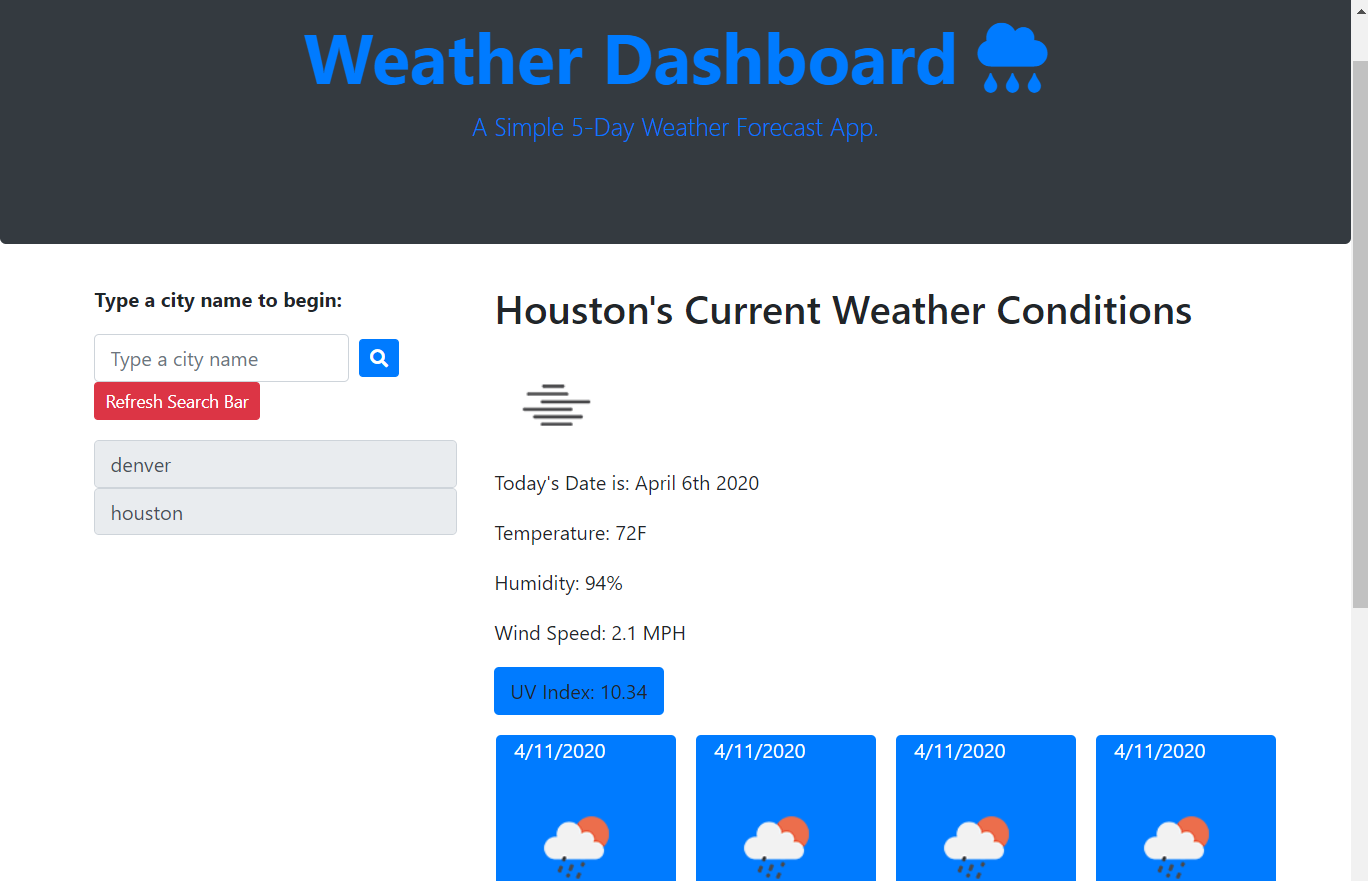 Weather Dashboard
A Simple 5-Day Weather Forecast App.
Type a city name to begin:
Type a city name
Refresh Search Bar
denver
houston
Houston's Current Weather Conditions
Today's Date is: April 6th 2020
Temperature: 72F
Humidity: 94%
Wind Speed: 2.1 MPH
UV Index: 10.34
4/11/2020
4/11/2020
4/11/2020
4/11/2020